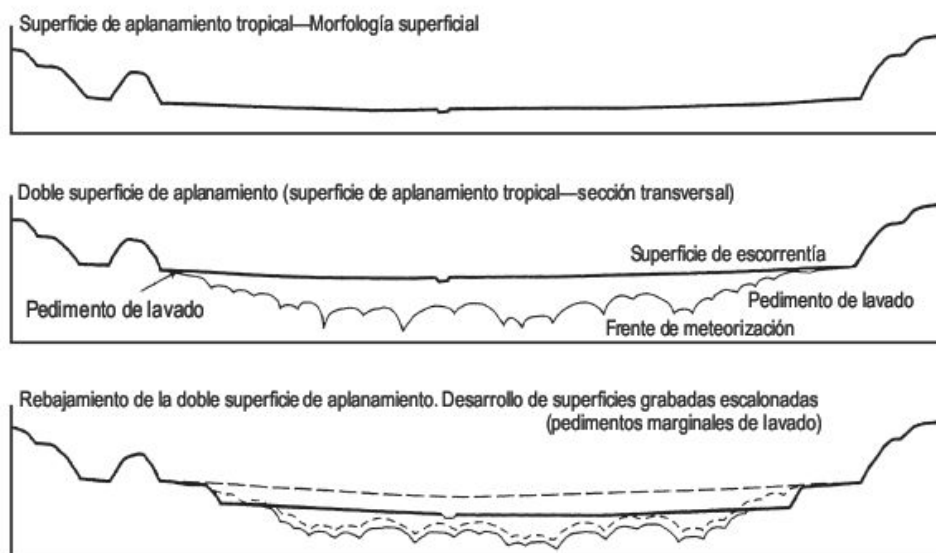 Superficie de aplanamiento tropical—Morfología superficial
Doble superficie de aplanamiento (superficie de aplanamiento tropical—sección transversal)
Superficie de escorrentía
Pedimento de lavado
Pedimento de lavado
Frente de meteorización
Rebajamiento de la doble superficie de aplanamiento. Desarrollo de superficies grabadas escalonadas
(pedimentos marginales de lavado)